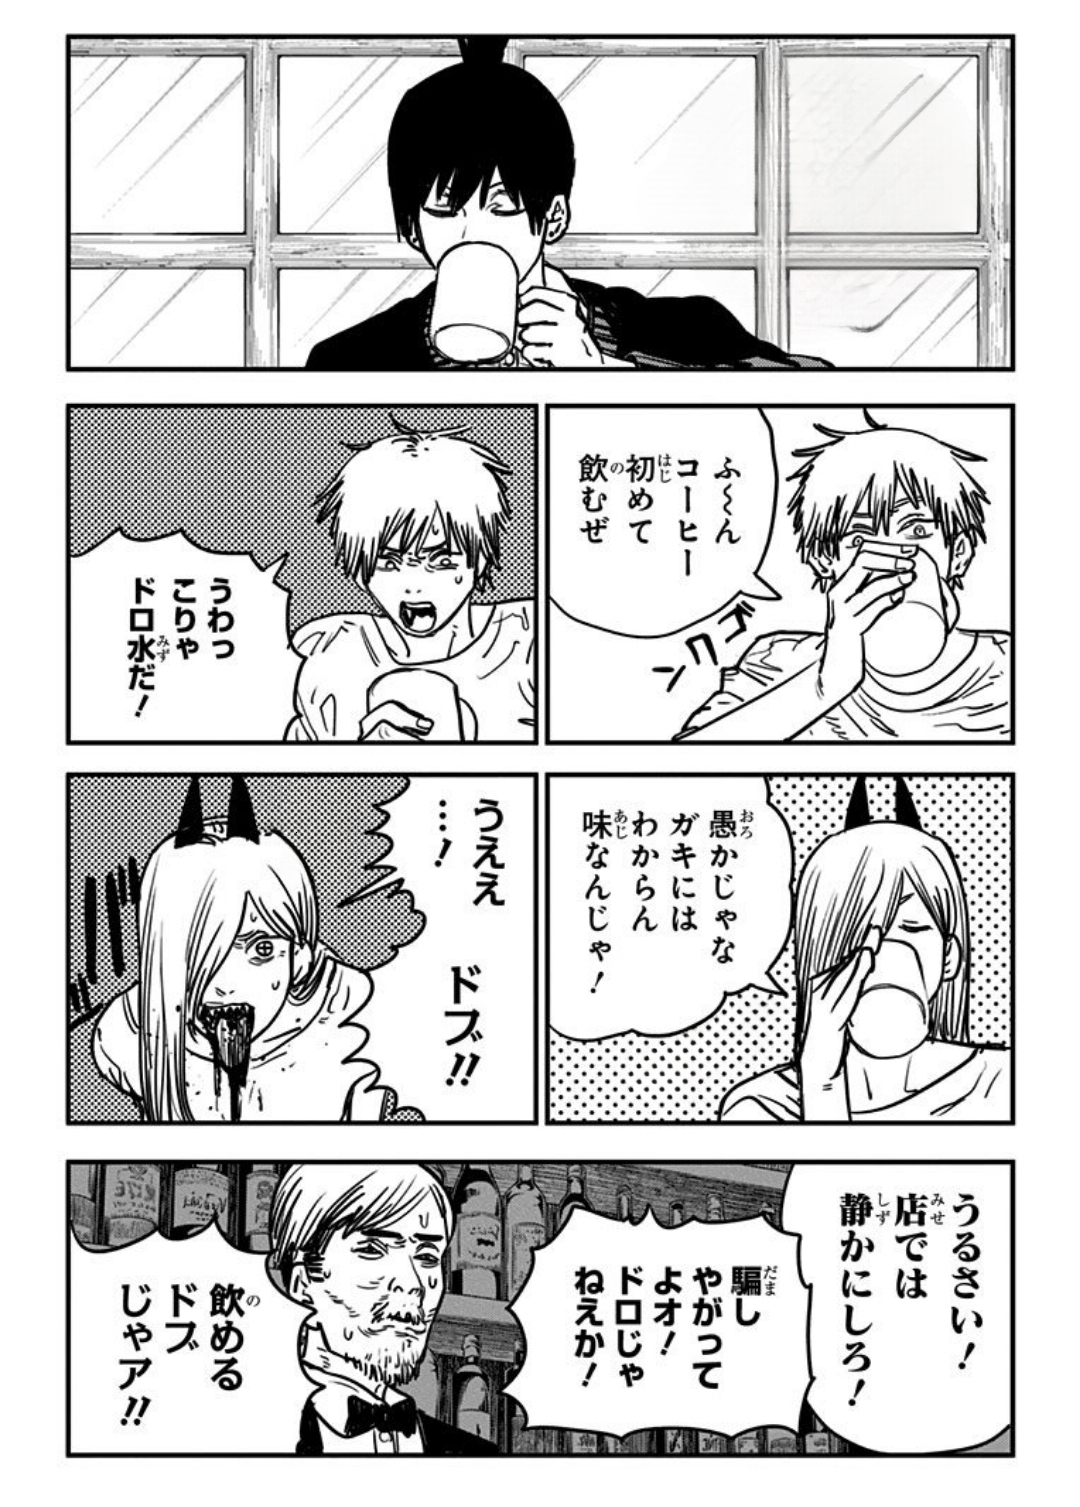 ふ〜ん
コーヒー
初めて
飲むぜ
ゴクン
うわっ
こりゃ
ドロ水だ！
愚かじゃな
ガキには
わからん
味なんじゃ！
うええ
…！
ドブ！！
うるさい！
店では
静かにしろ！
騙し
やがって
よオ！
ドロじゃ
ねえか！
飲める
ドブ
じゃア！！